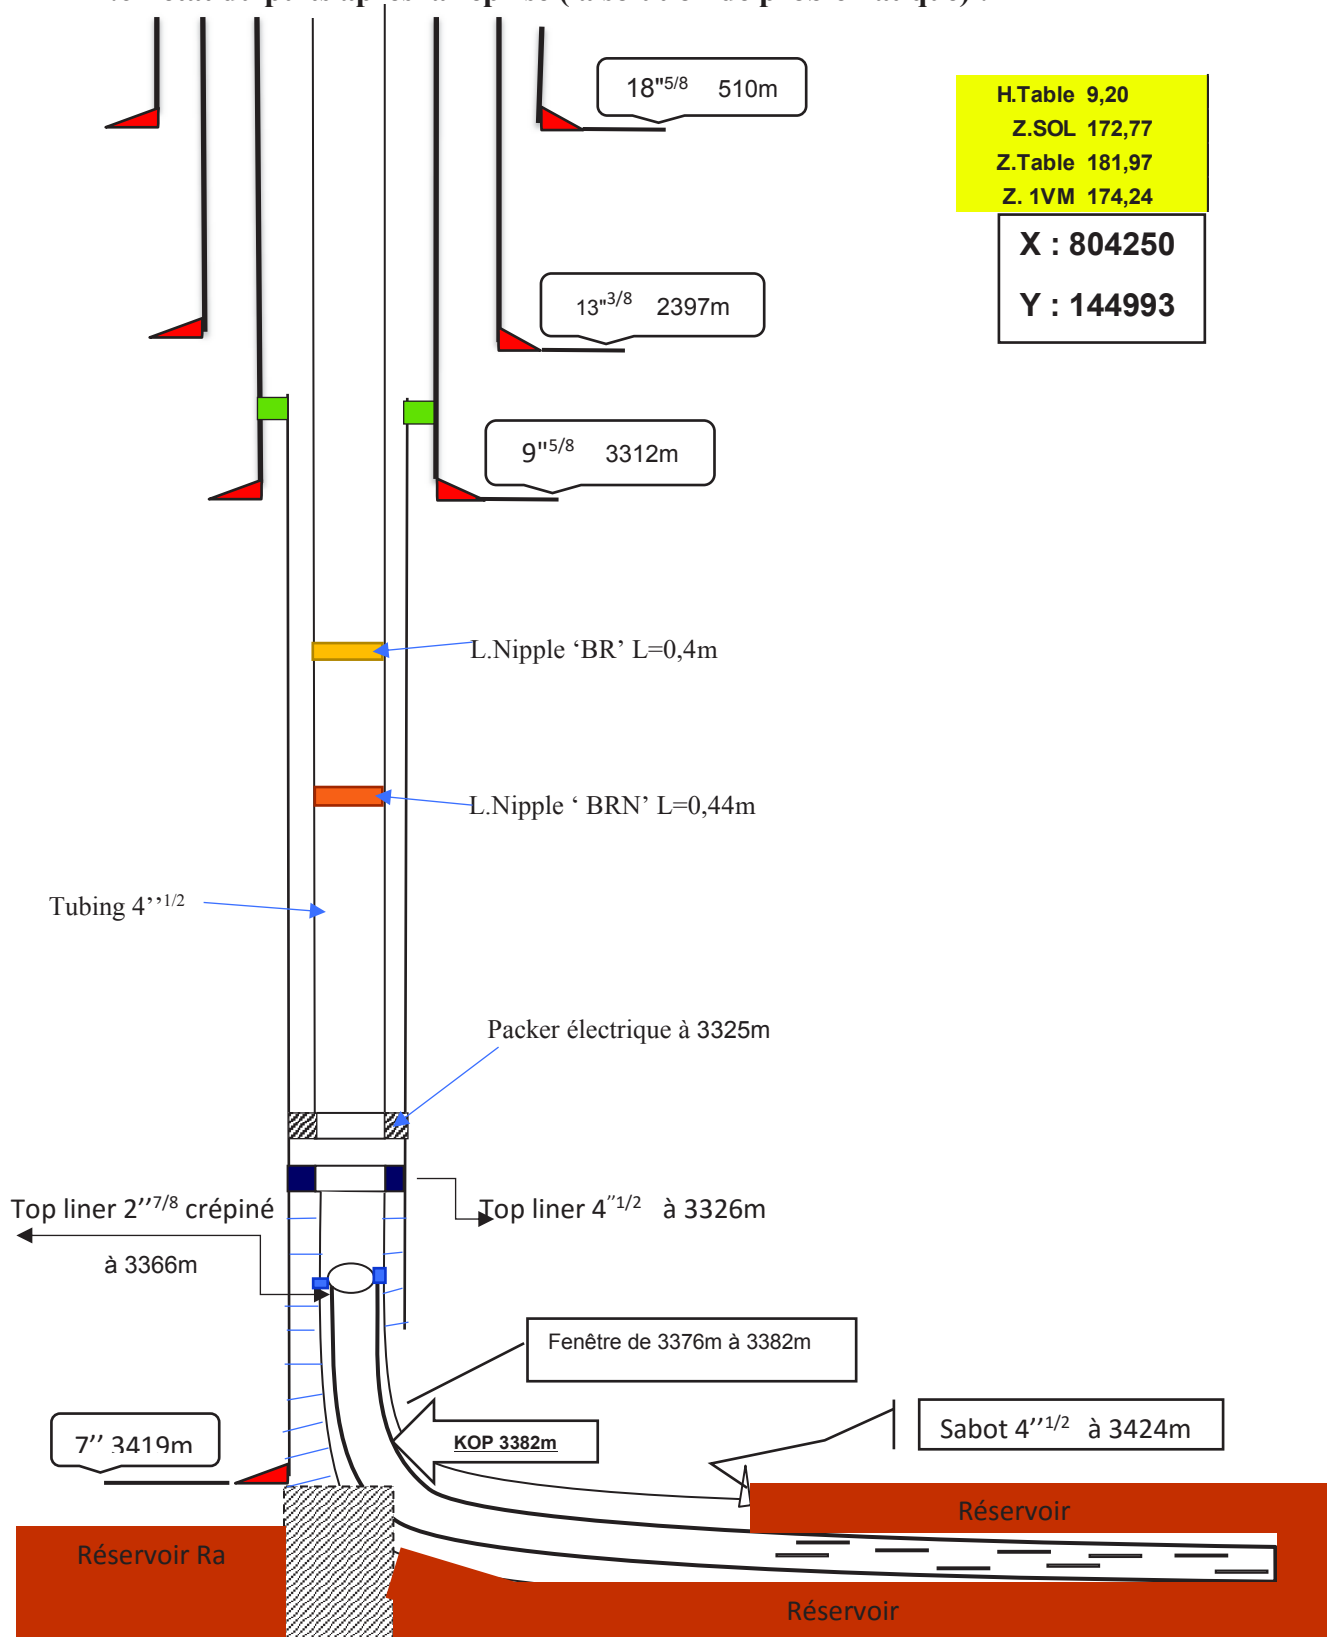 18"5/8 510m
H.Table 9,20
Z.SOL 172,77
Z.Table 181,97
Z. 1VM 174,24
X : 804250
Y : 144993
13"3/8 2397m
9"5/8 3312m
L.Nipple ‘BR’ L=0,4m
L.Nipple ‘ BRN’ L=0,44m
Tubing 4’’1/2
Packer électrique à 3325m
Top liner 2’’7/8 crépiné
à 3366m
Top liner 4’’1/2 à 3326m
Fenêtre de 3376m à 3382m
KOP 3382m
Sabot 4’’1/2 à 3424m
7’’ 3419m
Réservoir
Réservoir Ra
Réservoir